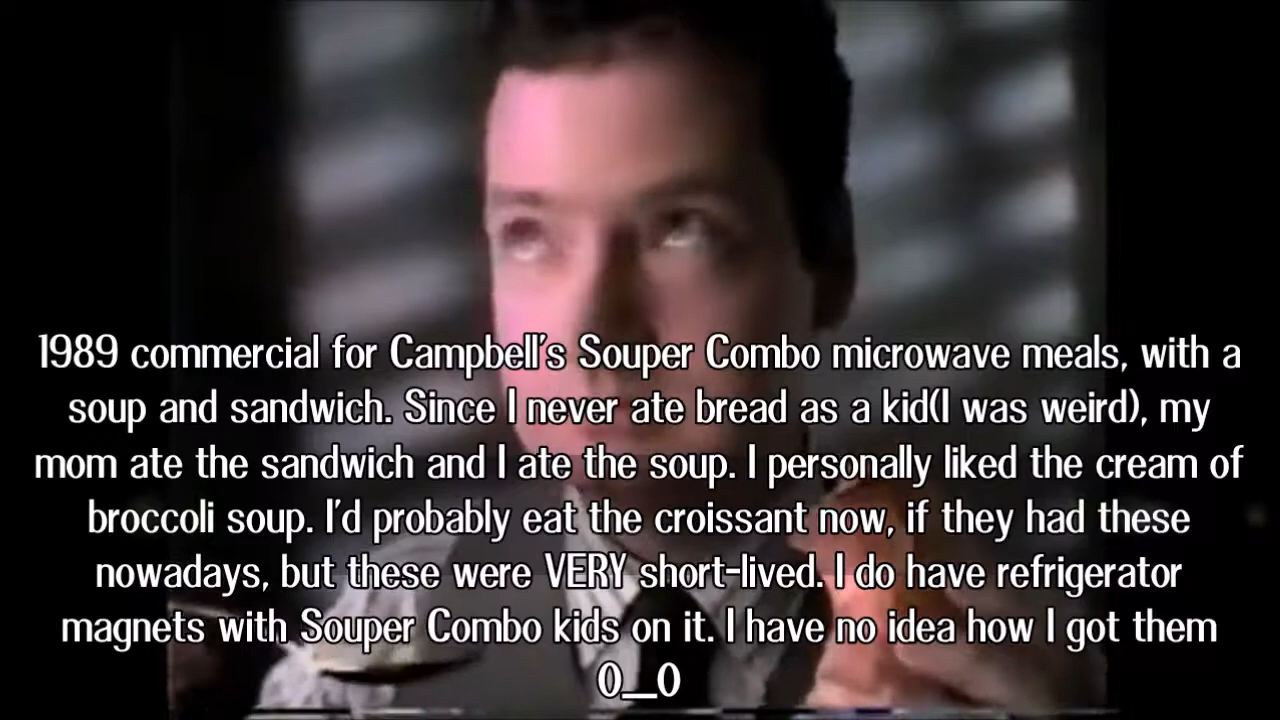 1989 commercial for Campbell's Souper Combo microwave meals, with a
soup and sandwich. Since I never ate bread as a kid(I was weird), my
mom ate the sandwich and I ate the soup. I personally liked the cream of
broccoli soup. I'd probably eat the croissant now, if they had these
nowadays, but these were VERY short-lived. I do have refrigerator
magnets with Souper Combo kids on it. I have no idea how I got them
0__0